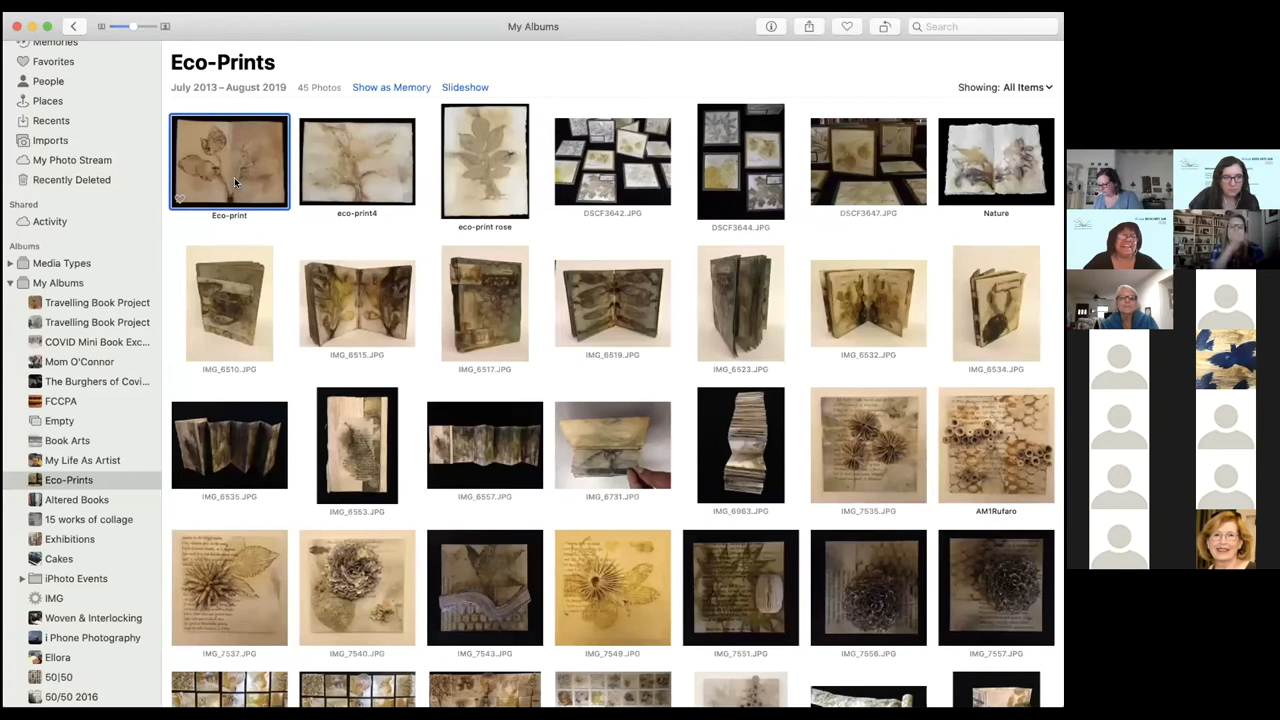 My Albums
Search
Memories
Favorites
People
Places
Recents
Imports
My Photo Stream
Recently Deleted
Shared
Activity
Albums
Media Types
My Albums
Travelling Book Project
Travelling Book Project
COVID Mini Book Exc...
Mom O'Connor
The Burghers of Covi...
FCCPA
Empty
Book Arts
My Life As Artist
Eco-Prints
Altered Books
15 works of collage
Exhibitions
Cakes
iPhoto Events
IMG
Woven & Interlocking
i Phone Photography
Ellora
50|50
50/50 2016
Eco-Prints
July 2013 – August 2019 45 Photos Show as Memory Slideshow Showing: All Items
Eco-print
eco-print4
eco-print rose
DSCF3642.JPG
DSCF3644.JPG
DSCF3647.JPG
Nature
IMG_6510.JPG
IMG_6515.JPG
IMG_6517.JPG
IMG_6519.JPG
IMG_6523.JPG
IMG_6532.JPG
IMG_6534.JPG
IMG_6535.JPG
IMG_6553.JPG
IMG_6557.JPG
IMG_6731.JPG
IMG_6963.JPG
IMG_7535.JPG
AM1Rufaro
IMG_7537.JPG
IMG_7540.JPG
IMG_7543.JPG
IMG_7549.JPG
IMG_7551.JPG
IMG_7556.JPG
IMG_7557.JPG